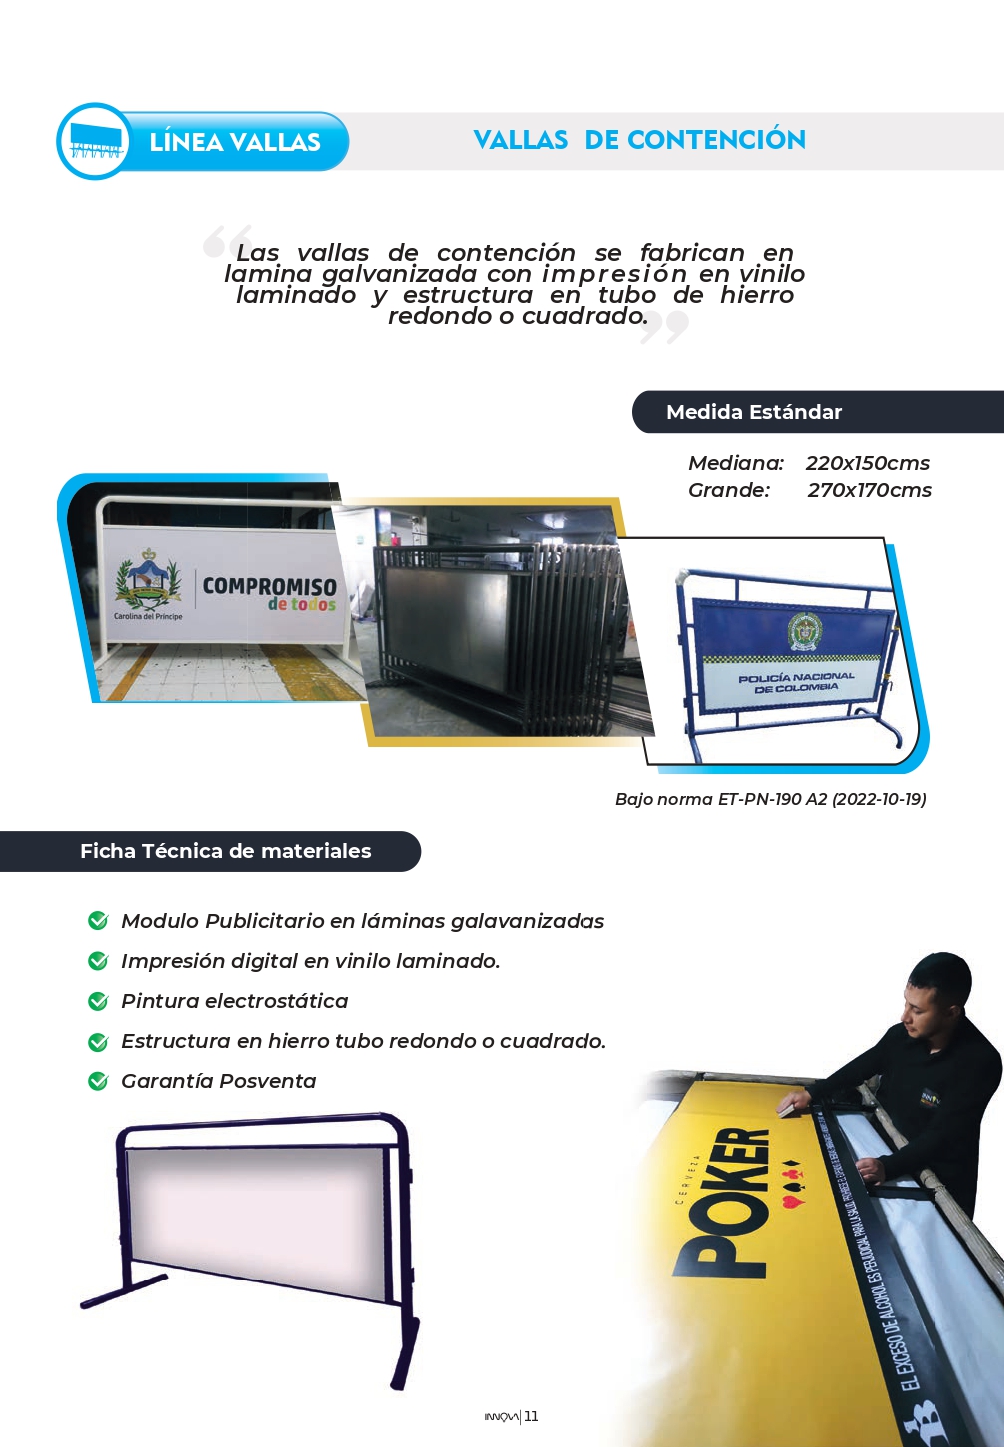 LÍNEA VALLAS
VALLAS DE CONTENCIÓN
Las vallas de contención se fabrican en
lamina galvanizada con impresión en vinilo
laminado y estructura en tubo de hierro
redondo o cuadrado.
Medida Estándar
Mediana: 220x150cms
Grande: 270x170cms
COMPROMISO
de todos
Carolina del Príncipe
POLICÍA NACIONAL
DE COLOMBIA
Bajo norma ET-PN-190 A2 (2022-10-19)
Ficha Técnica de materiales
Modulo Publicitario en láminas galavanizadas
Impresión digital en vinilo laminado.
Pintura electrostática
Estructura en hierro tubo redondo o cuadrado.
Garantía Posventa
CERVEZA
POKER
EL EXCESO DE ALCOHOL ES PERJUDICIAL PARA LA SALUD.
B
INNOVA 11